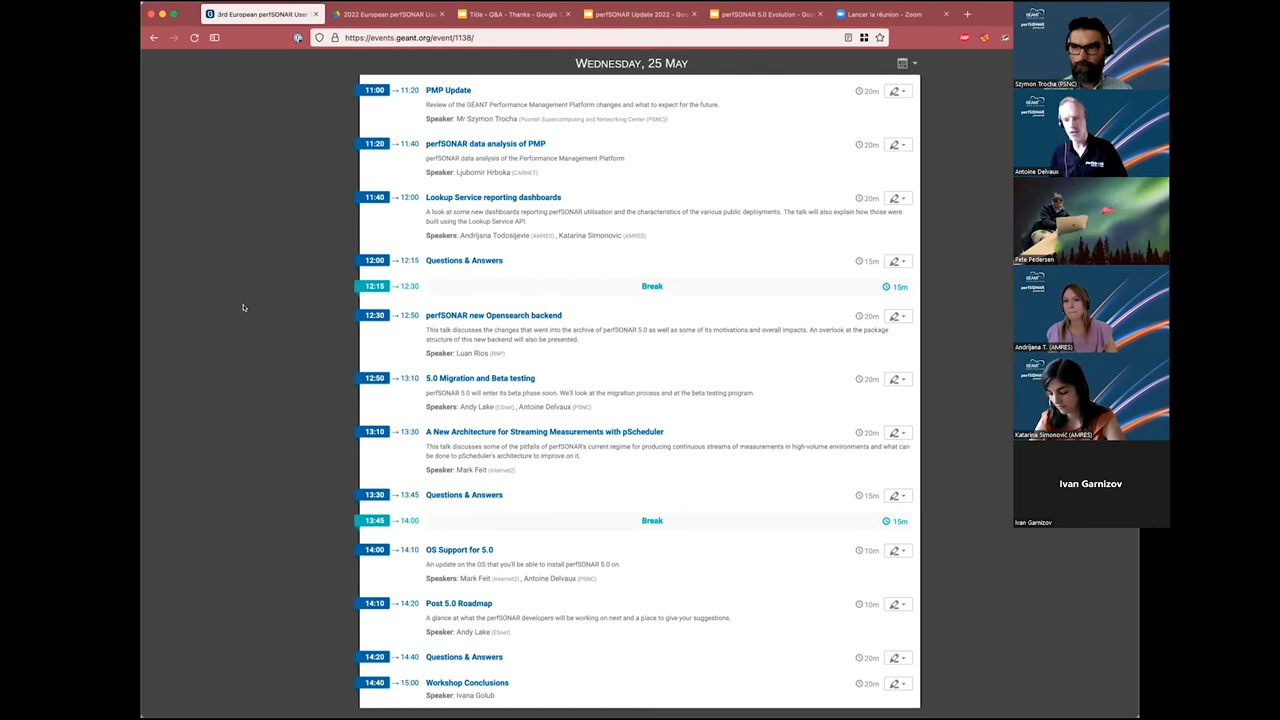 3rd European perfSONAR User
2022 European perfSONAR Use
Title - Q&A - Thanks - Google S
perfSONAR Update 2022 - Goo
perfSONAR 5.0 Evolution - Goo
Lancer la réunion - Zoom
https://events.geant.org/event/1138/
WEDNESDAY, 25 MAY
11:00 → 11:20 PMP Update 20m
Review of the GÉANT Performance Management Platform changes and what to expect for the future.
Speaker: Mr Szymon Trocha (Poznań Supercomputing and Networking Center (PSNC))
11:20 → 11:40 perfSONAR data analysis of PMP 20m
perfSONAR data analysis of the Performance Management Platform
Speaker: Ljubomir Hrboka (CARNET)
11:40 → 12:00 Lookup Service reporting dashboards 20m
A look at some new dashboards reporting perfSONAR utilisation and the characteristics of the various public deployments. The talk will also explain how those were
built using the Lookup Service API.
Speakers: Andrijana Todosijevie (AMRES) , Katarina Simonovic (AMRES)
12:00 → 12:15 Questions & Answers 15m
12:15 → 12:30 Break 15m
12:30 → 12:50 perfSONAR new Opensearch backend 20m
This talk discusses the changes that went into the archive of perfSONAR 5.0 as well as some of its motivations and overall impacts. An overlook at the package
structure of this new backend will also be presented.
Speaker: Luan Rios (RNP)
12:50 → 13:10 5.0 Migration and Beta testing 20m
perfSONAR 5.0 will enter its beta phase soon. We'll look at the migration process and at the beta testing program.
Speakers: Andy Lake (ESnet) , Antoine Delvaux (PSNC)
13:10 → 13:30 A New Architecture for Streaming Measurements with pScheduler 20m
This talk discusses some of the pitfalls of perfSONAR's current regime for producing continuous streams of measurements in high-volume environments and what can
be done to pScheduler's architecture to improve on it.
Speaker: Mark Feit (Internet2)
13:30 → 13:45 Questions & Answers 15m
13:45 → 14:00 Break 15m
14:00 → 14:10 OS Support for 5.0 10m
An update on the OS that you'll be able to install perfSONAR 5.0 on.
Speakers: Mark Feit (Internet2) , Antoine Delvaux (PSNC)
14:10 → 14:20 Post 5.0 Roadmap 10m
A glance at what the perfSONAR developers will be working on next and a place to give your suggestions.
Speaker: Andy Lake (ESnet)
14:20 → 14:40 Questions & Answers 20m
14:40 → 15:00 Workshop Conclusions 20m
Speaker: Ivana Golub
Szymon Trocha (PSNC)
Antoine Delvaux
Pete Pedersen
Andrijana T. (AMRES)
Katarina Simonović (AMRES)
Ivan Garnizov
Ivan Garnizov